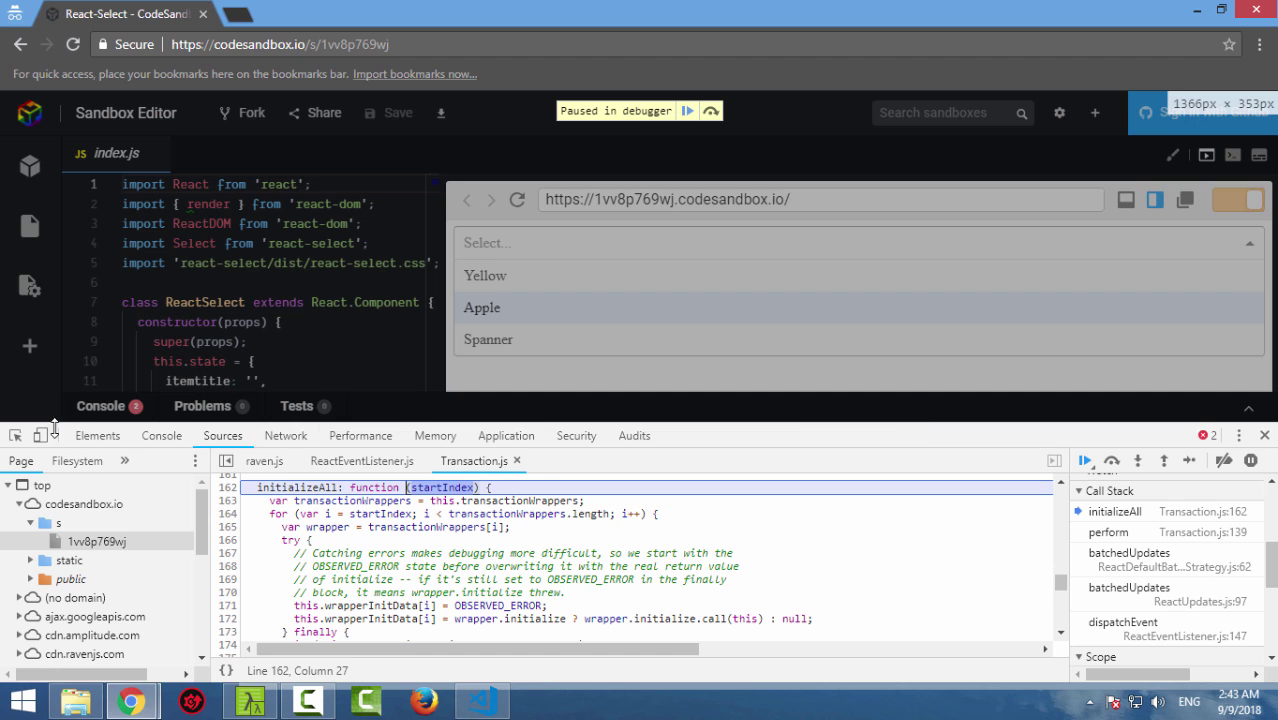 React-Select - CodeSandl
Secure https://codesandbox.io/s/1vv8p769wj
For quick access, place your bookmarks here on the bookmarks bar. Import bookmarks now...
Sandbox Editor Fork Share Save Paused in debugger Search sandboxes
1366px × 353px
JS index.js
1 import React from 'react';
2 import { render } from 'react-dom';
3 import ReactDOM from 'react-dom';
4 import Select from 'react-select';
5 import 'react-select/dist/react-select.css';
6
7 class ReactSelect extends React.Component {
8 constructor(props) {
9 super(props);
10 this.state = {
11 itemtitle: '',
https://1vv8p769wj.codesandbox.io/
Select...
Yellow
Apple
Spanner
Console 2 Problems 0 Tests 0
Elements Console Sources Network Performance Memory Application Security Audits 2
Page Filesystem » raven.js ReactEventListener.js Transaction.js
top
codesandbox.io
s
1vv8p769wj
static
public
(no domain)
ajax.googleapis.com
cdn.amplitude.com
cdn.ravenjs.com
161
162 initializeAll: function (startIndex) {
163 var transactionWrappers = this.transactionWrappers;
164 for (var i = startIndex; i < transactionWrappers.length; i++) {
165 var wrapper = transactionWrappers[i];
166 try {
167 // Catching errors makes debugging more difficult, so we start with the
168 // OBSERVED_ERROR state before overwriting it with the real return value
169 // of initialize -- if it's still set to OBSERVED_ERROR in the finally
170 // block, it means wrapper.initialize threw.
171 this.wrapperInitData[i] = OBSERVED_ERROR;
172 this.wrapperInitData[i] = wrapper.initialize ? wrapper.initialize.call(this) : null;
173 } finally {
174
{} Line 162, Column 27
Call Stack
initializeAll Transaction.js:162
perform Transaction.js:139
batchedUpdates
ReactDefaultBat...Strategy.js:62
batchedUpdates
ReactUpdates.js:97
dispatchEvent
ReactEventListener.js:147
Scope
ENG
2:43 AM
9/9/2018